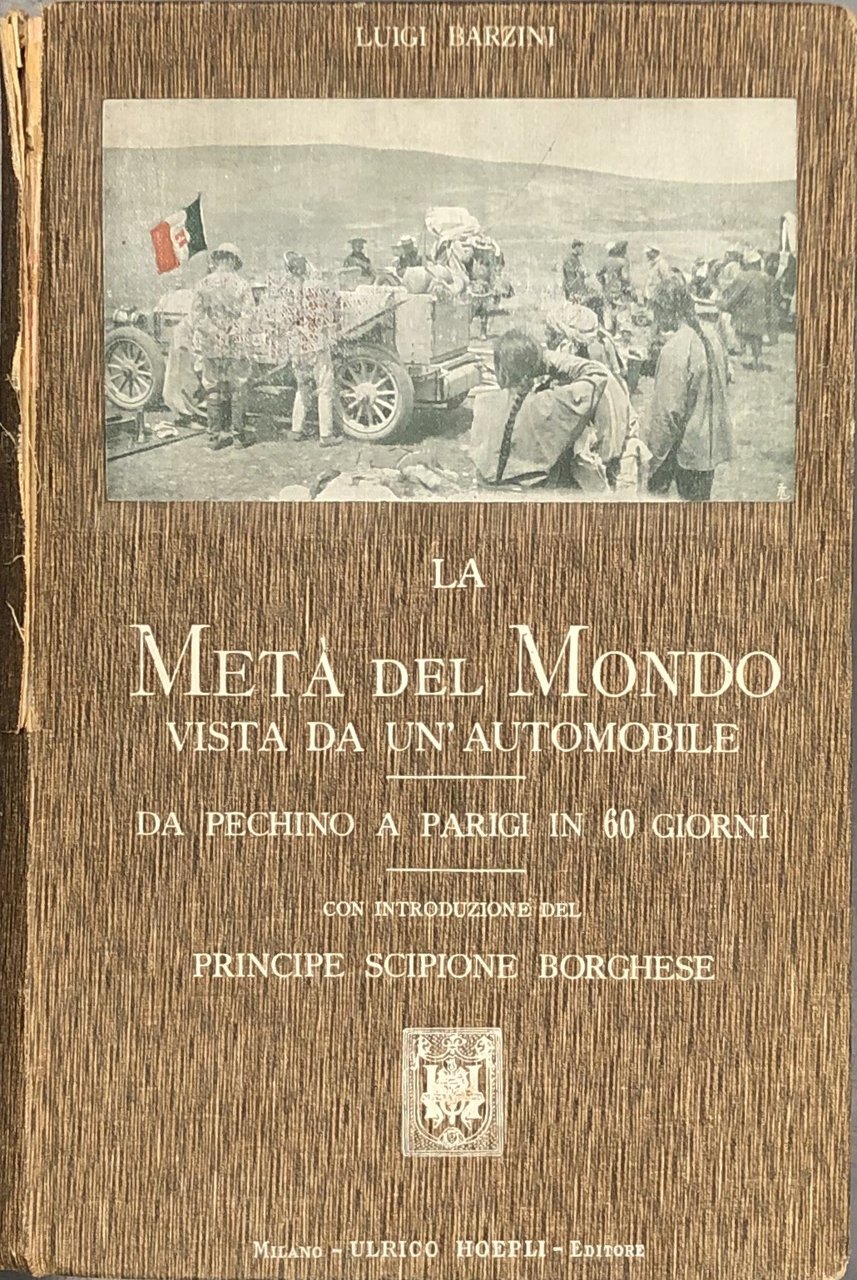 LUIGI BARZINI
LA
METÀ DEL MONDO
VISTA DA UN' AUTOMOBILE
DA PECHINO A PARIGI IN 60 GIORNI
CON INTRODUZIONE DEL
PRINCIPE SCIPIONE BORGHESE
MILANO - ULRICO HOEPLI - EDITORE